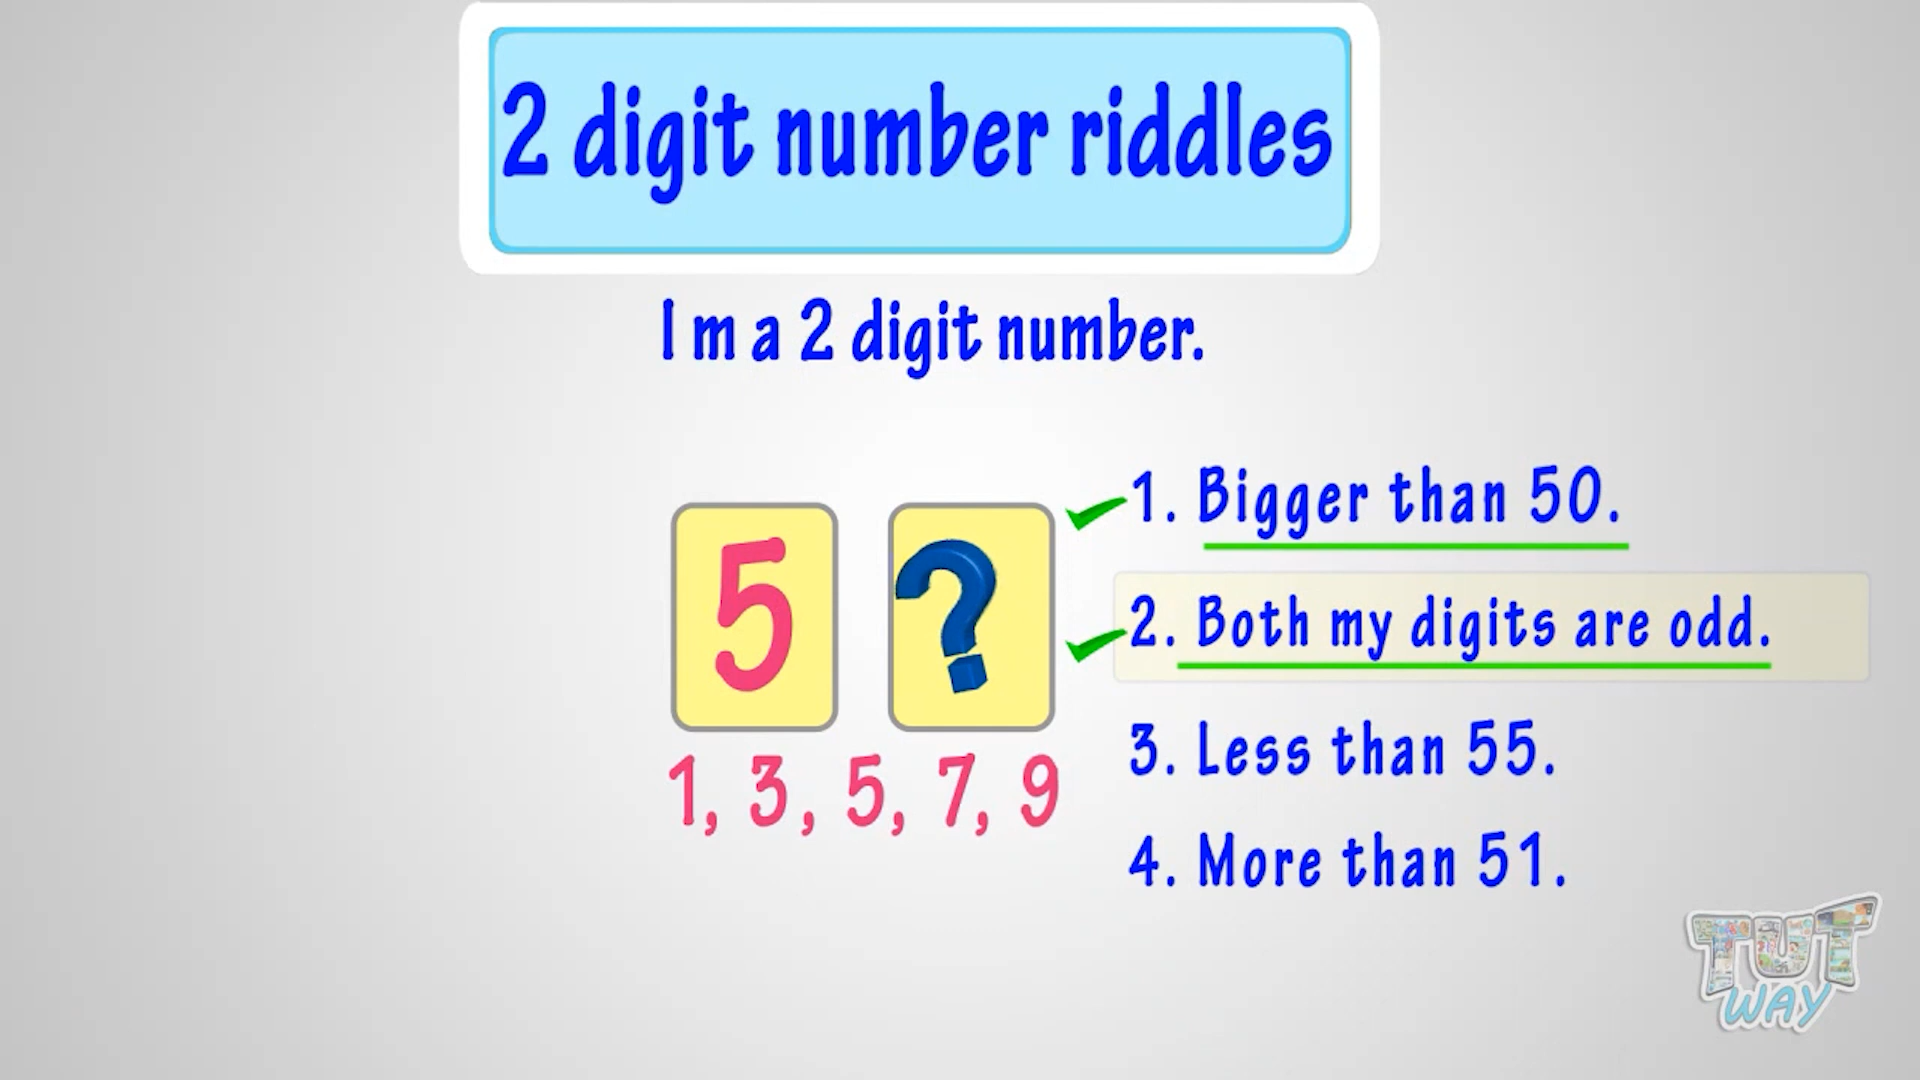 2 digit number riddles
I m a 2 digit number.
5 ?
1, 3, 5, 7, 9
1. Bigger than 50.
2. Both my digits are odd.
3. Less than 55.
4. More than 51.
TUT
WAY